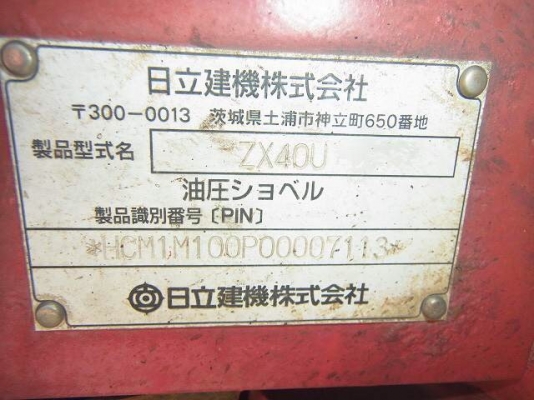 日立建機株式会社
〒300-0013 茨城県土浦市神立町650番地
製品型式名 ZX40U
油圧ショベル
製品識別番号〔PIN〕
*HCM1M100P00007113*
日立建機株式会社